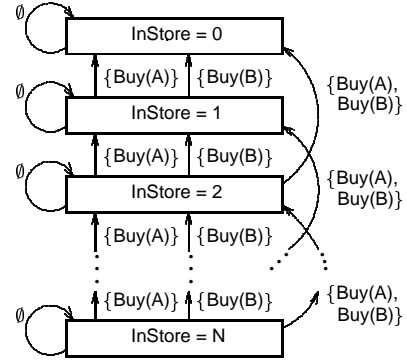 ∅
InStore = 0
{Buy(A)} {Buy(B)}
{Buy(A),
Buy(B)}
∅
InStore = 1
{Buy(A)} {Buy(B)}
{Buy(A),
Buy(B)}
∅
InStore = 2
{Buy(A)} {Buy(B)}
{Buy(A)} {Buy(B)}
{Buy(A),
Buy(B)}
∅
InStore = N